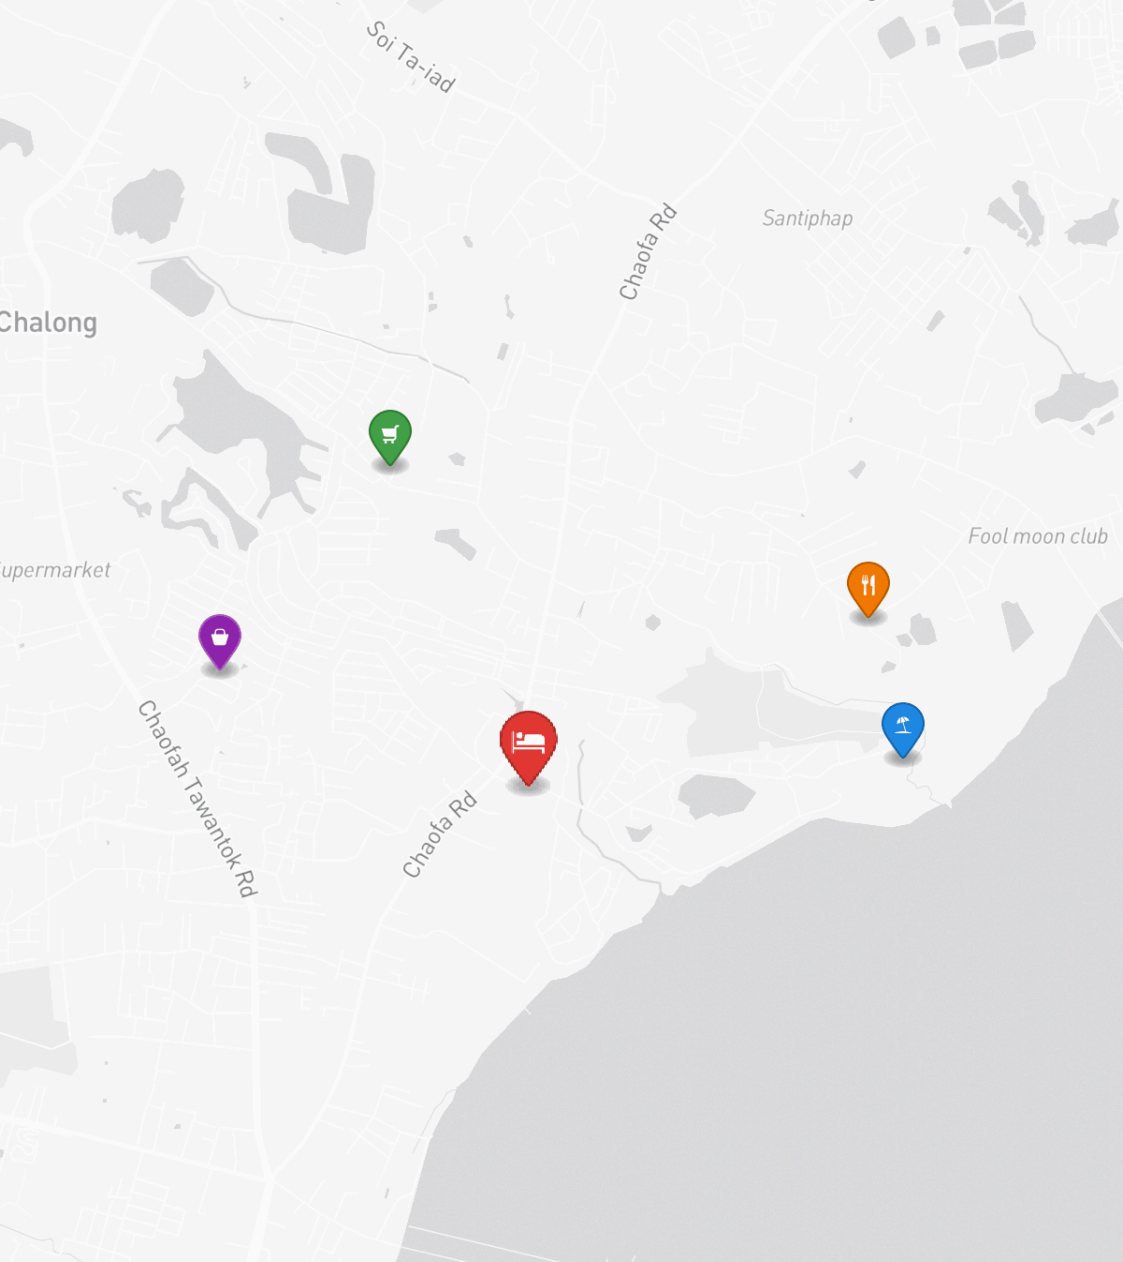 Soi Ta-iad
Chaofa Rd
Santiphap
Chalong
Fool moon club
upermarket
Chaofah Tawantok Rd
Chaofa Rd